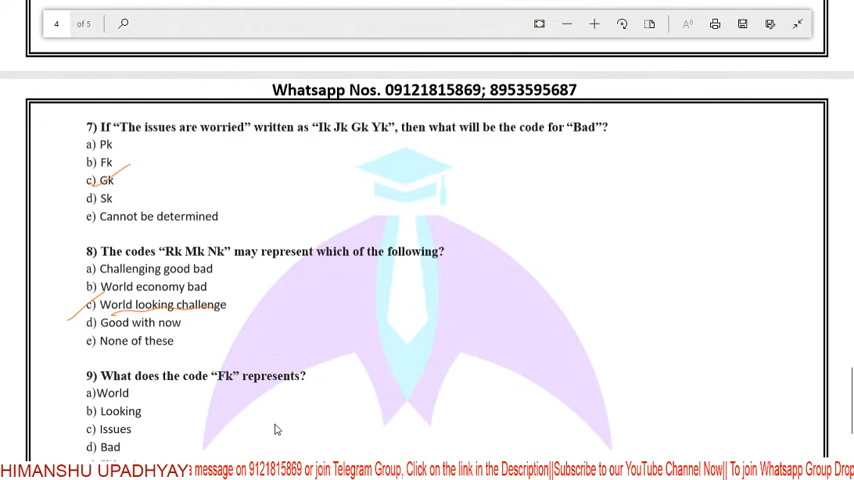 4 of 5
Whatsapp Nos. 09121815869; 8953595687
7) If “The issues are worried” written as “Ik Jk Gk Yk”, then what will be the code for “Bad”?
a) Pk
b) Fk
c) Gk
d) Sk
e) Cannot be determined
8) The codes “Rk Mk Nk” may represent which of the following?
a) Challenging good bad
b) World economy bad
c) World looking challenge
d) Good with now
e) None of these
9) What does the code “Fk” represents?
a)World
b) Looking
c) Issues
d) Bad
HIMANSHU UPADHYAY a message on 9121815869 or join Telegram Group, Click on the link in the Description||Subscribe to our YouTube Channel Now|| To join Whatsapp Group Drop